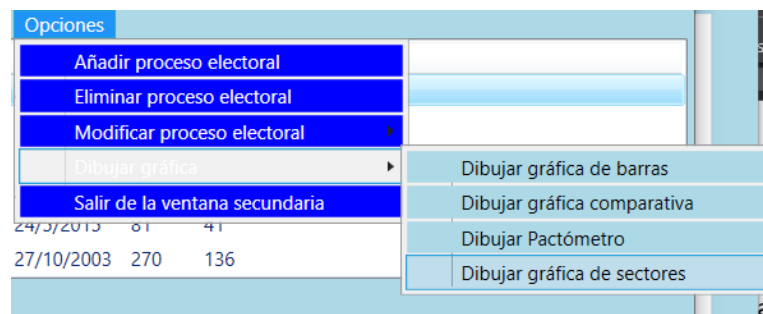 Opciones
Añadir proceso electoral
Eliminar proceso electoral
Modificar proceso electoral
Dibujar gráfica
Dibujar gráfica de barras
Dibujar gráfica comparativa
Dibujar Pactómetro
Dibujar gráfica de sectores
Salir de la ventana secundaria
24/5/2015 81 41
27/10/2003 270 136